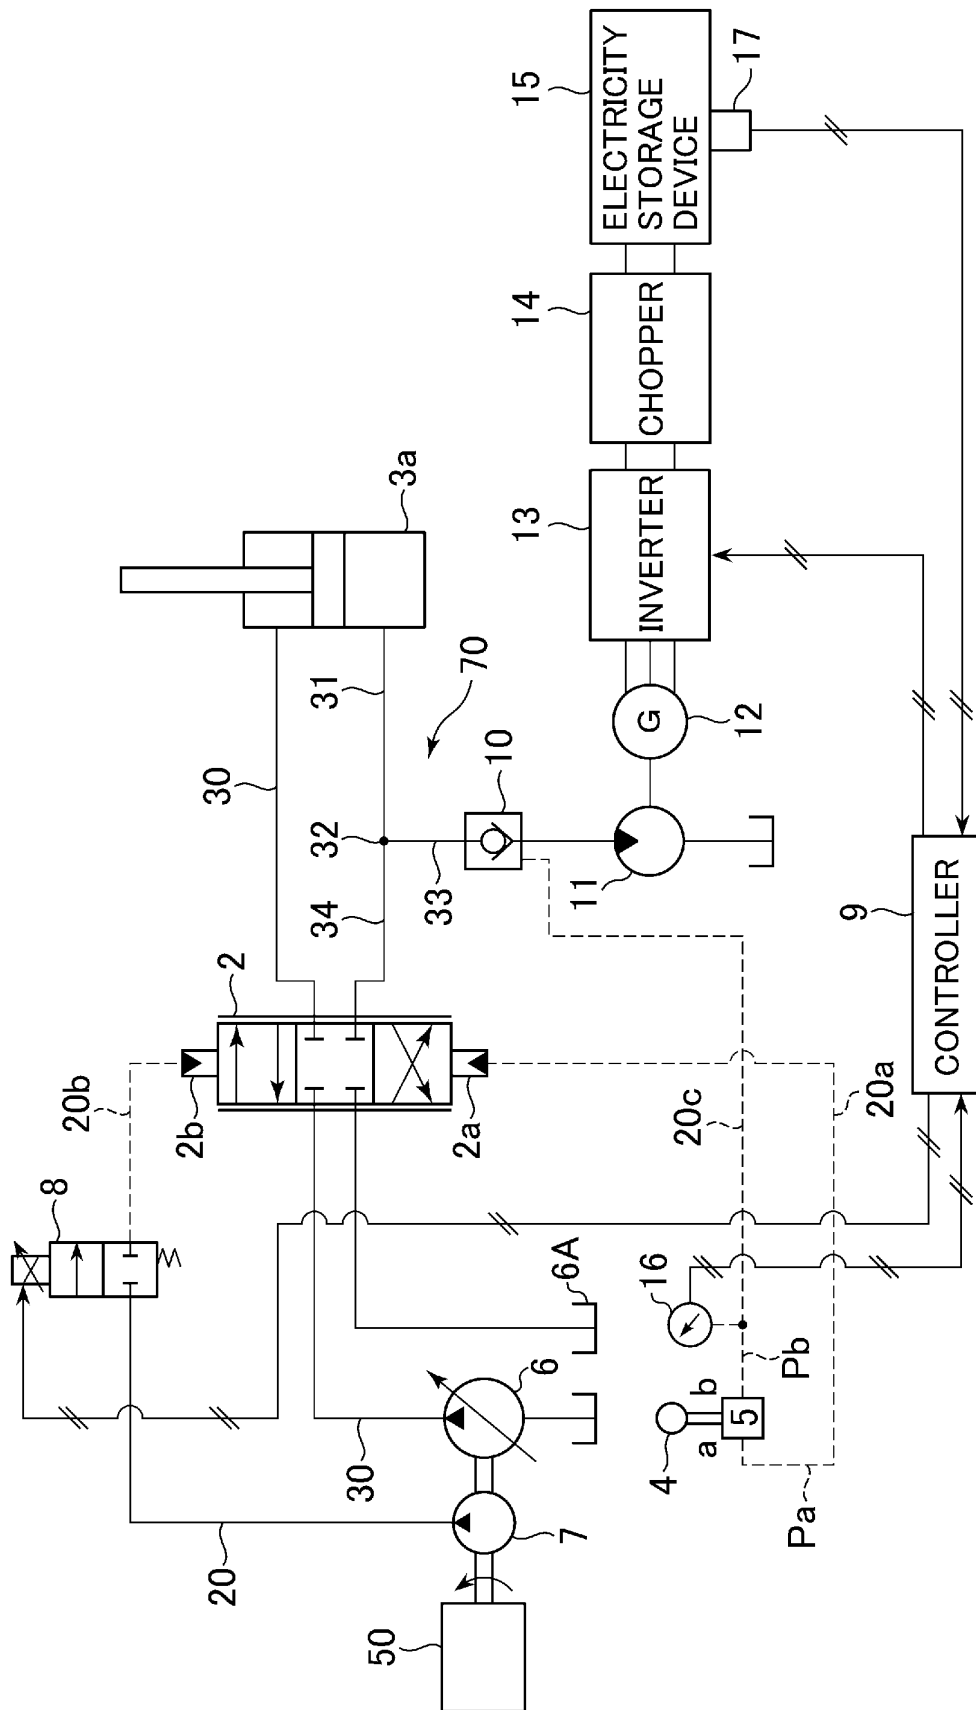 8
20b
2
2b
2a
30
31
32
34
33
70
10
3a
11
12
G
13
INVERTER
14
CHOPPER
15
ELECTRICITY
STORAGE
DEVICE
17
20
30
6
6A
7
50
16
4
a
b
5
Pb
Pa
20c
20a
9
CONTROLLER